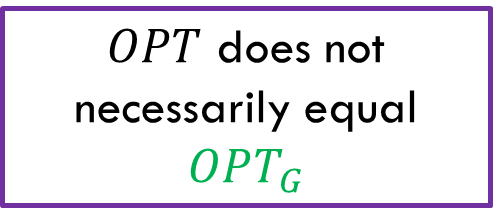 OPT does not
necessarily equal
OPT_G